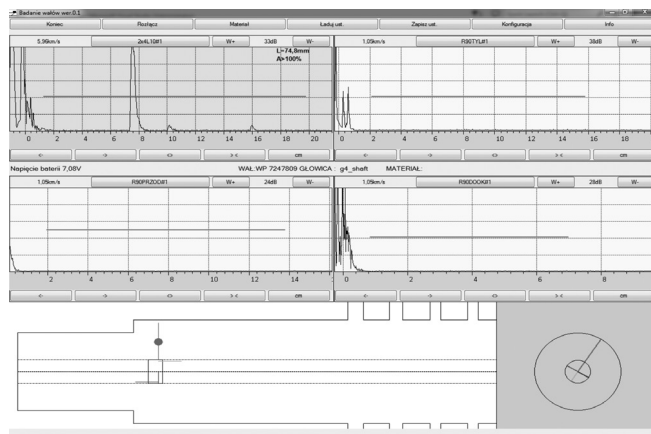 Badanie wałów wer.0.1
Koniec Rozłącz Materiał Ładuj ust. Zapisz ust. Konfiguracja Info
5,96km/s 2x4L10#1 W+ 33dB W-
L=74,8mm
A>100%
0 2 4 6 8 10 12 14 16 18 20
<- -> <> >< cm
1,09km/s R90TYL#1 W+ 38dB W-
0 2 4 6 8 10 12 14 16 18
<- -> <> >< cm
Napięcie baterii 7,08V WAŁ:WP 7247809 GŁOWICA : g4_shaft MATERIAŁ:
1,09km/s R90PRZOD#1 W+ 24dB W-
2 4 6 8 10 12 14
<- -> <> >< cm
1,09km/s R90DOOK#1 W+ 28dB W-
0 2 4 6 8
<- -> <> >< cm